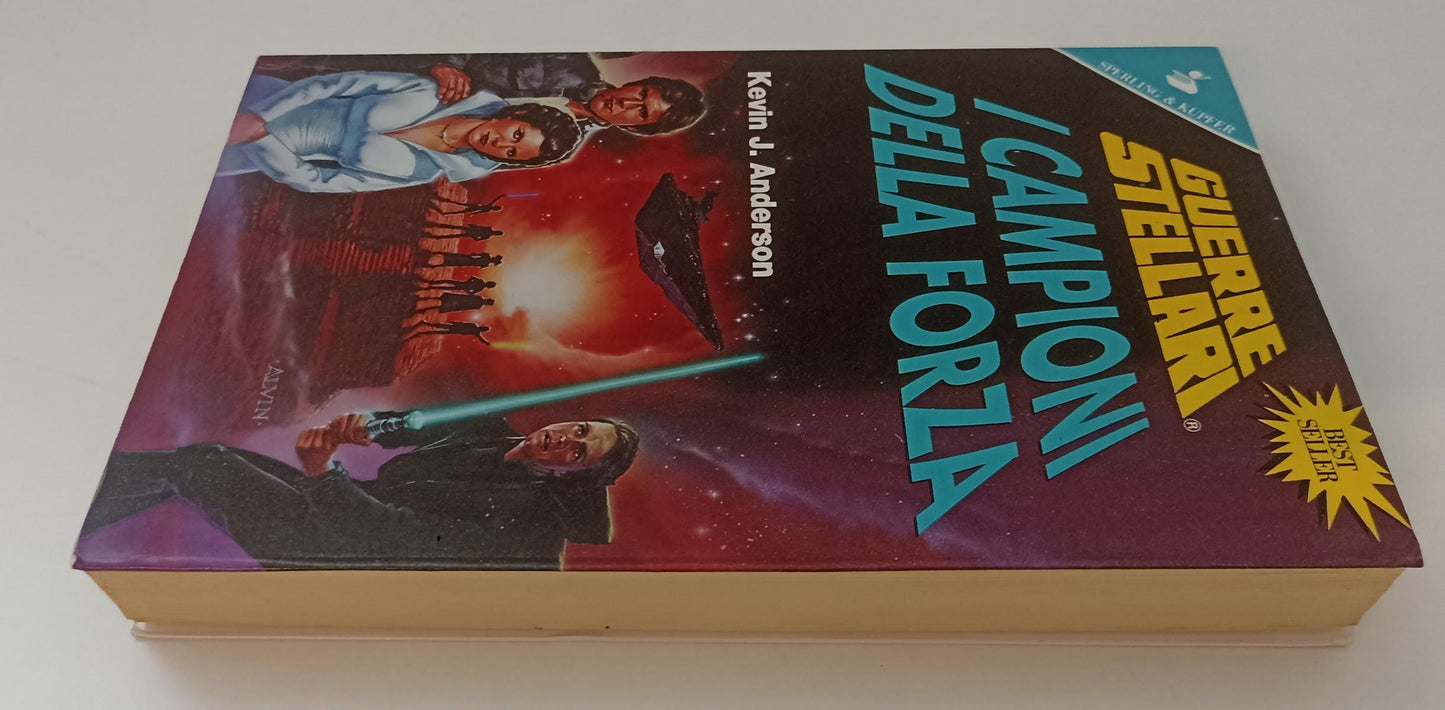 SPERLING & KUPFER
GUERRE
STELLARI®
I CAMPIONI
DELLA FORZA
BEST
SELLER
Kevin J. Anderson
ALVIN